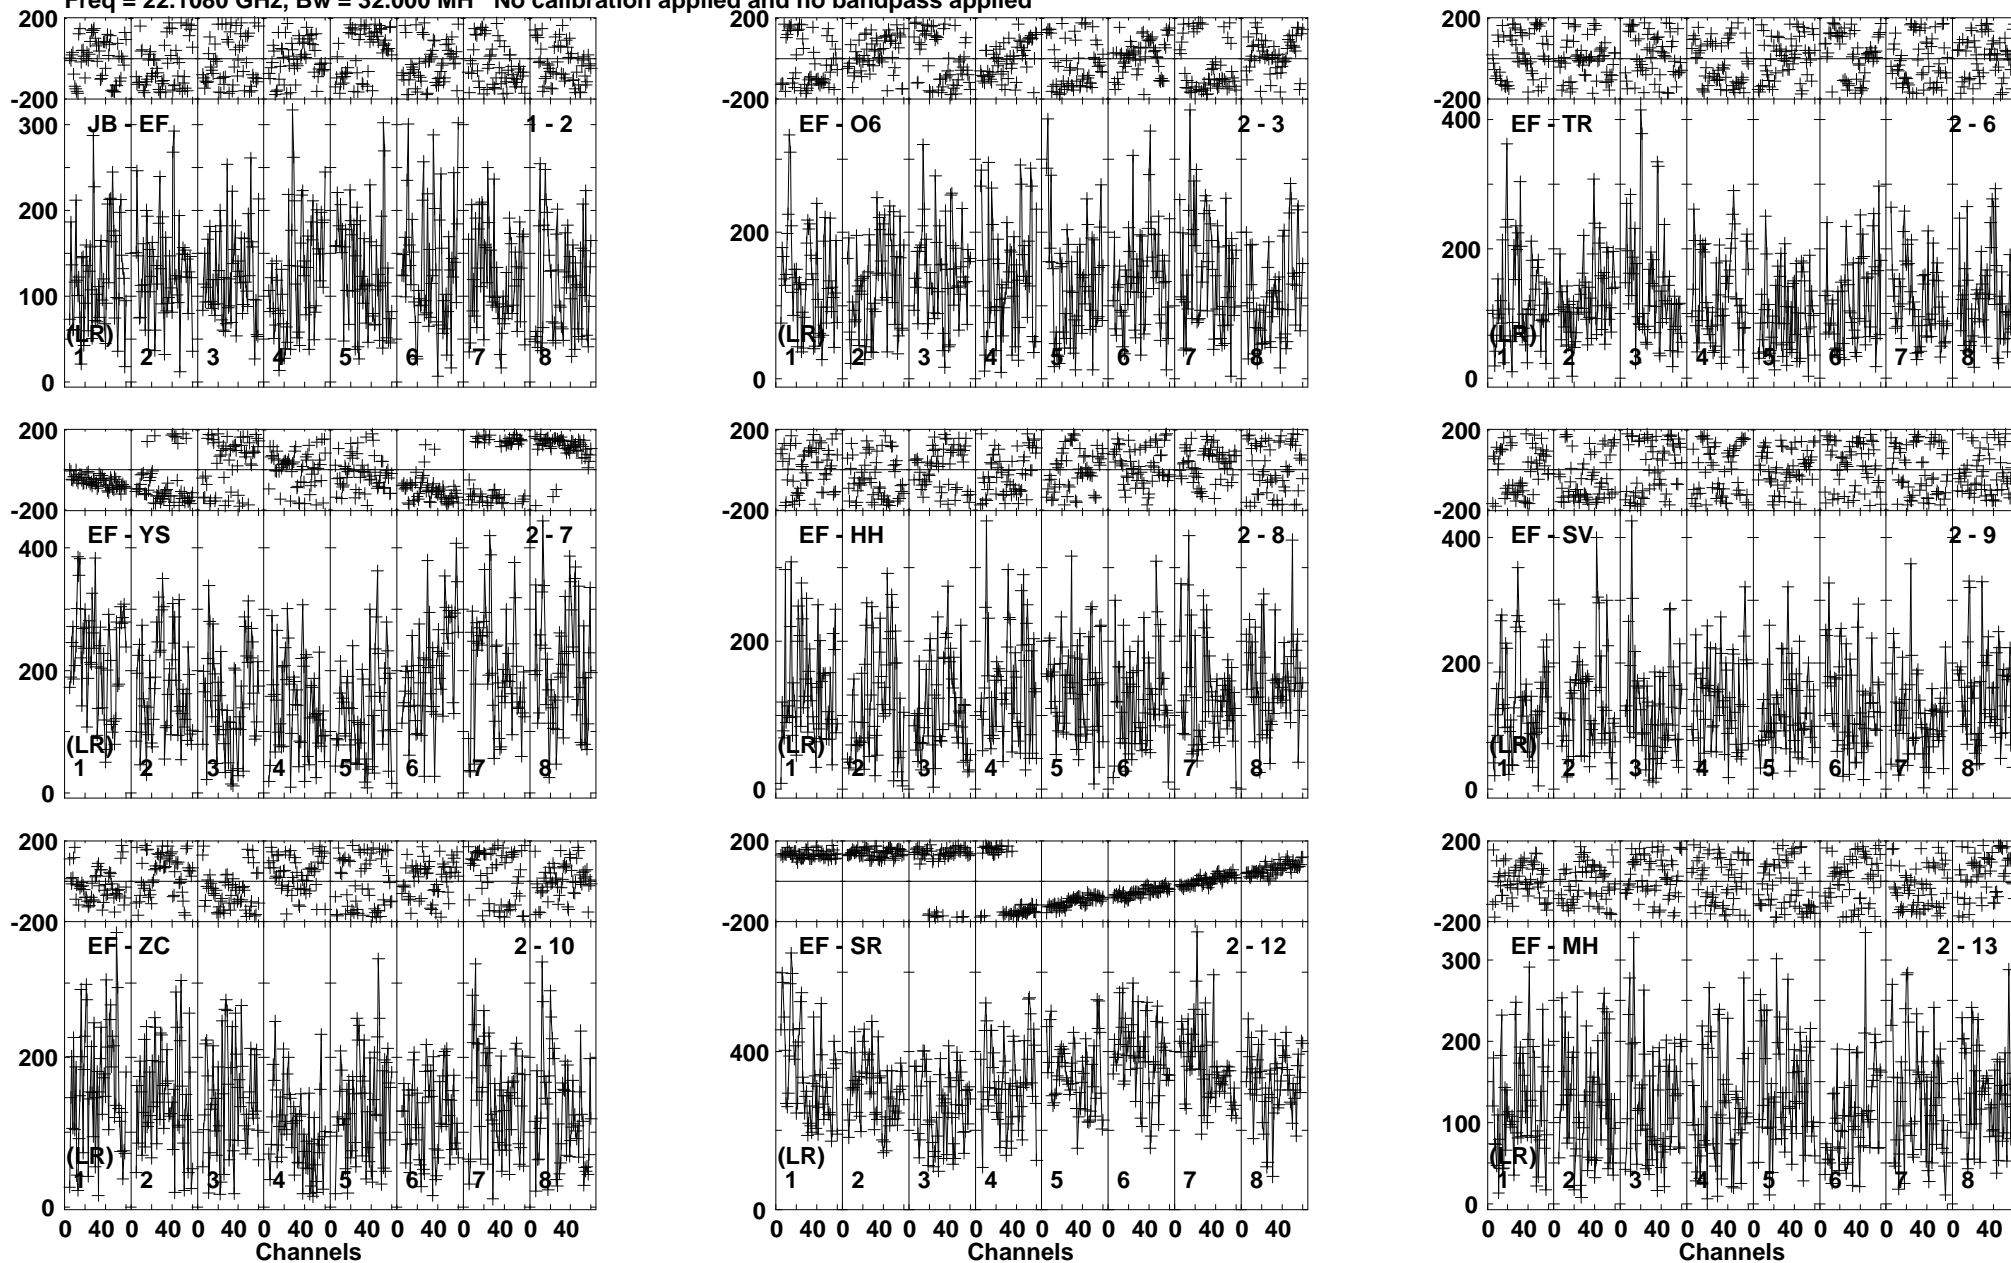 Freq = 22.1080 GHz, Bw = 32.000 MH No calibration applied and no bandpass applied
200 200 200
-200 -200 -200
JB - EF 1 - 2 EF - O6 2 - 3 EF - TR 2 - 6
300 400
200 200 200
100
(LR) (LR) (LR)
1 2 3 4 5 6 7 8 1 2 3 4 5 6 7 8 1 2 3 4 5 6 7 8
0 0 0
200 200 200
-200 -200 -200
EF - YS 2 - 7 EF - HH 2 - 8 EF - SV 2 - 9
400 400
200 200 200
(LR) (LR) (LR)
1 2 3 4 5 6 7 8 1 2 3 4 5 6 7 8 1 2 3 4 5 6 7 8
0 0 0
200 200 200
-200 -200 -200
EF - ZC 2 - 10 EF - SR 2 - 12 EF - MH 2 - 13
300
200 400 200
100
(LR) (LR) (LR)
1 2 3 4 5 6 7 8 1 2 3 4 5 6 7 8 1 2 3 4 5 6 7 8
0 0 0
0 40 0 40 0 40 0 40 0 40 0 40 0 40 0 40 0 40 0 40 0 40 0 40 0 40 0 40 0 40 0 40 0 40 0 40 0 40 0 40 0 40 0 40 0 40 0 40
Channels Channels Channels